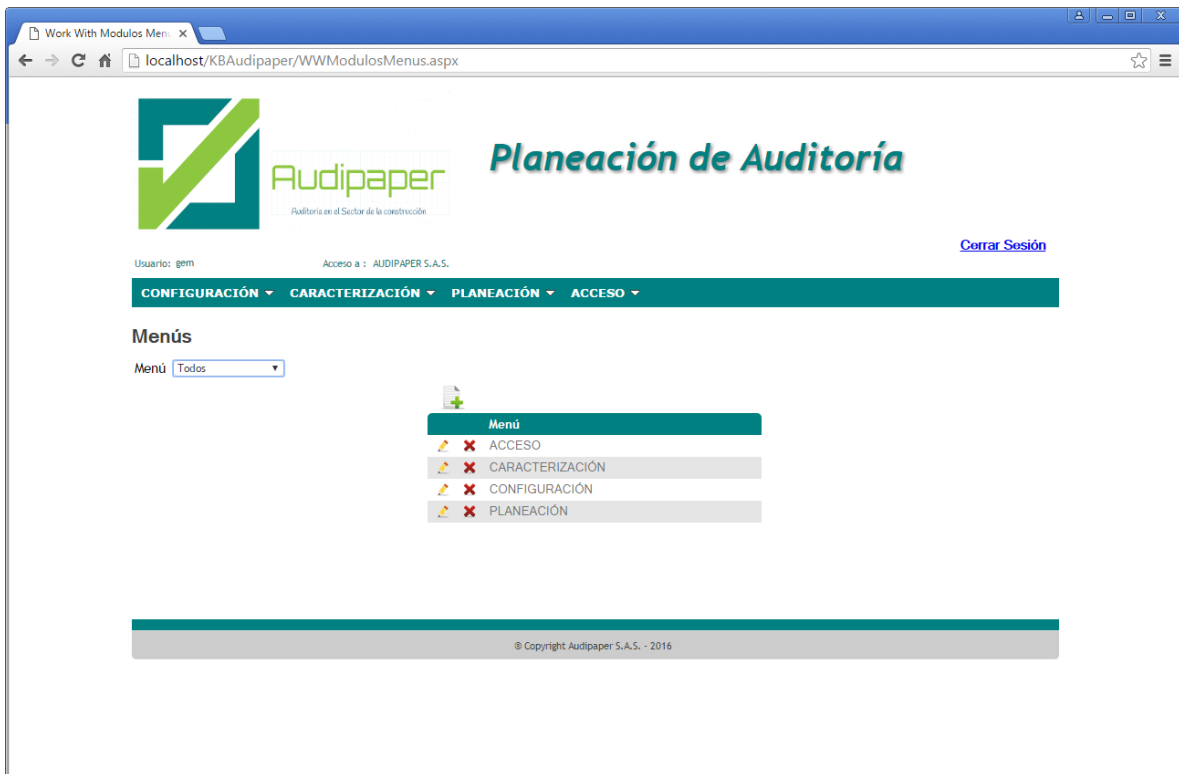 Work With Modulos Menu
localhost/KBAudipaper/WWModulosMenus.aspx
Audipaper
Auditoria en el Sector de la construcción
Planeación de Auditoría
Cerrar Sesión
Usuario: gem
Acceso a : AUDIPAPER S.A.S.
CONFIGURACIÓN CARACTERIZACIÓN PLANEACIÓN ACCESO
Menús
Menú Todos
Menú
ACCESO
CARACTERIZACIÓN
CONFIGURACIÓN
PLANEACIÓN
© Copyright Audipaper S.A.S. - 2016